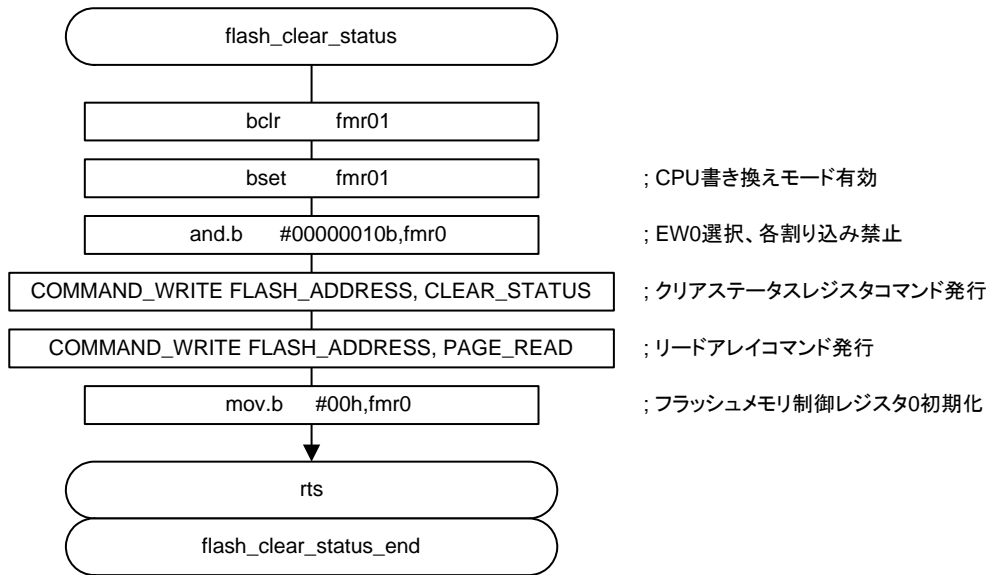 flash_clear_status
bclr fmr01
bset fmr01 ; CPU書き換えモード有効
and.b #00000010b,fmr0 ; EW0選択、各割り込み禁止
COMMAND_WRITE FLASH_ADDRESS, CLEAR_STATUS ; クリアステータスレジスタコマンド発行
COMMAND_WRITE FLASH_ADDRESS, PAGE_READ ; リードアレイコマンド発行
mov.b #00h,fmr0 ; フラッシュメモリ制御レジスタ0初期化
rts
flash_clear_status_end